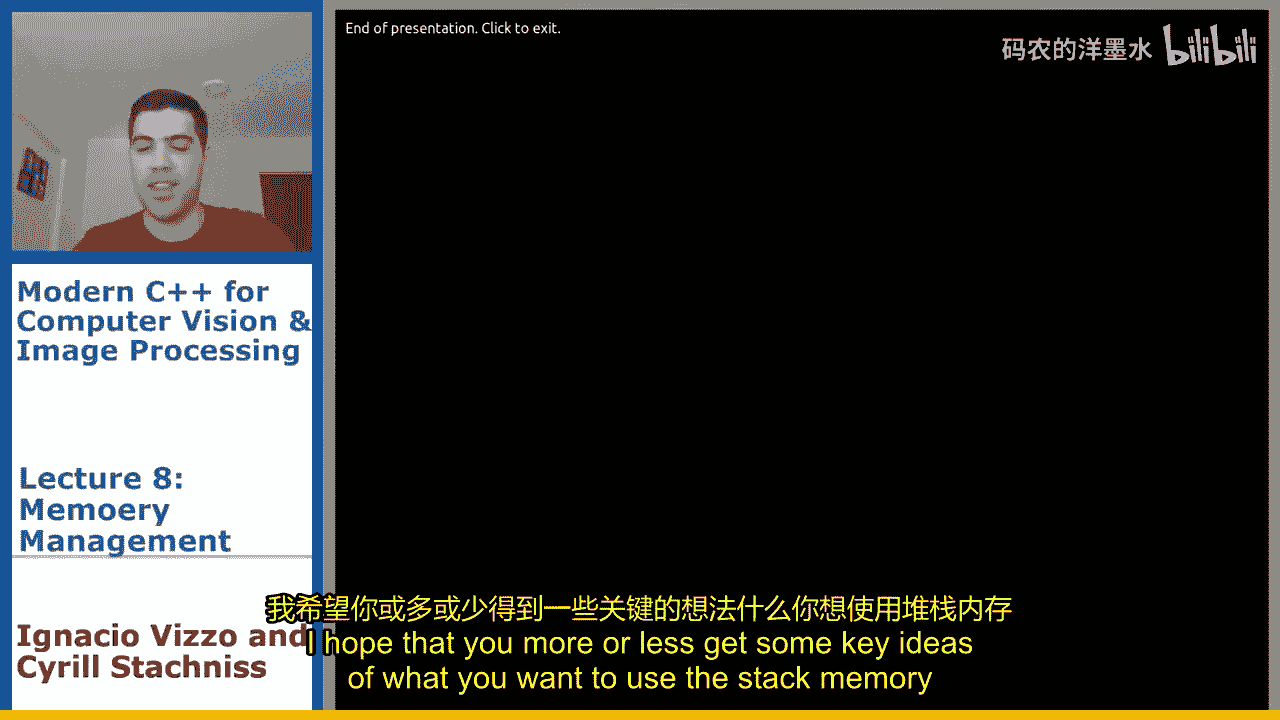 End of presentation. Click to exit.
码农的洋墨水 bilibili
Modern C++ for
Computer Vision &
Image Processing
Lecture 8:
Memoery
Management
Ignacio Vizzo and
Cyrill Stachniss
我希望你或多或少得到一些关键的想法什么你想使用堆栈内存
I hope that you more or less get some key ideas
of what you want to use the stack memory